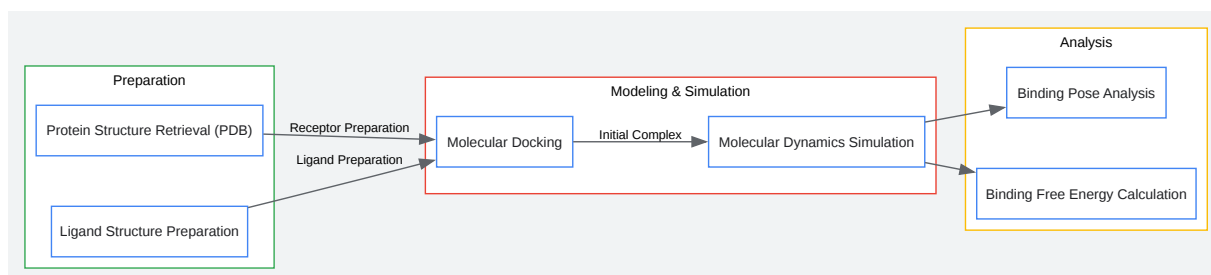 Preparation
Protein Structure Retrieval (PDB)
Ligand Structure Preparation
Receptor Preparation
Ligand Preparation
Modeling & Simulation
Molecular Docking
Initial Complex
Molecular Dynamics Simulation
Analysis
Binding Pose Analysis
Binding Free Energy Calculation